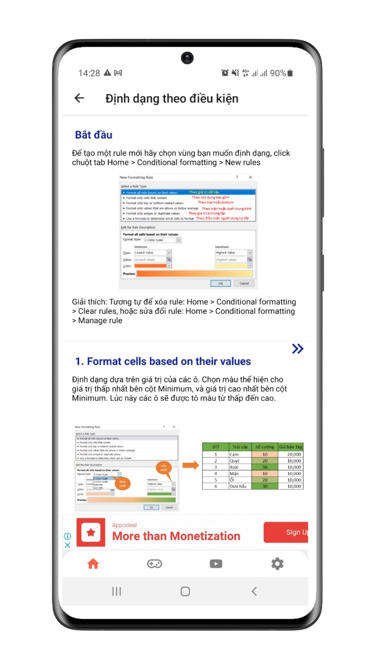 14:28
90%
Định dạng theo điều kiện
Bắt đầu
Để tạo một rule mới hãy chọn vùng bạn muốn định dạng, click
chuột tab Home > Conditional formatting > New rules
New Formatting Rule
Select a Rule Type:
Format all cells based on their values
Format only cells that contain
Format only top or bottom ranked values
Format only values that are above or below average
Format only unique or duplicate values
Use a formula to determine which cells to format
Edit the Rule Description:
Format all cells based on their values:
Format Style: 2-Color Scale
Minimum Maximum
Type: Lowest Value Highest Value
Value: (Lowest value) (Highest value)
Color:
Preview:
OK Cancel
Giải thích: Tương tự để xóa rule: Home > Conditional formatting
> Clear rules, hoặc sửa đổi rule: Home > Conditional formatting
> Manage rule
1. Format cells based on their values
Định dạng dựa trên giá trị của các ô. Chọn màu thể hiện cho
giá trị thấp nhất bên cột Minimum, và giá trị cao nhất bên cột
Minimum. Lúc này các ô sẽ được tô màu từ thấp đến cao.
New Formatting Rule
STT Trái cây Số lượng Giá bán 1kg
1 Cam 10 20,000
2 Quýt 20 10,000
3 Xoài 30 10,000
4 Mận 10 10,000
5 Ổi 20 10,000
6 Dưa hấu 30 10,000
Appodeal
More than Monetization
Sign U